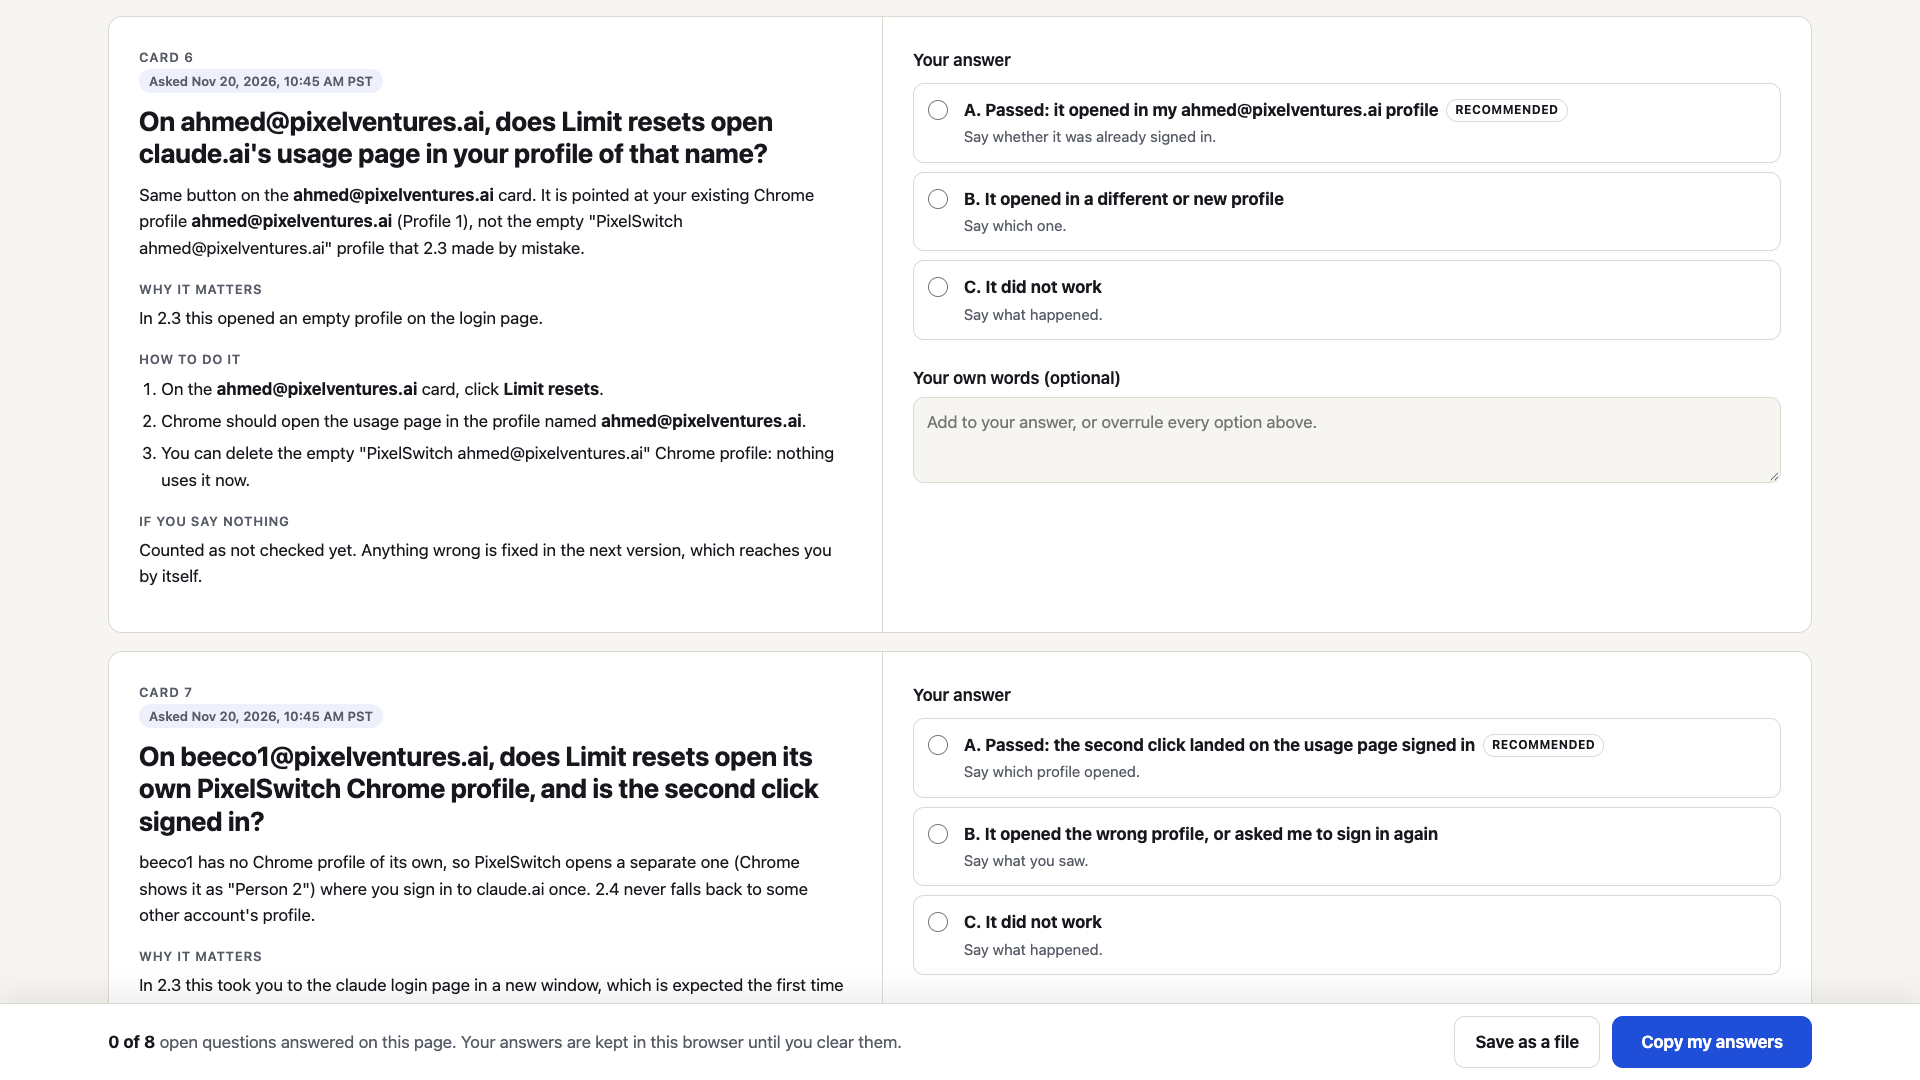 CARD 6
Asked Nov 20, 2026, 10:45 AM PST
On ahmed@pixelventures.ai, does Limit resets open
claude.ai's usage page in your profile of that name?
Same button on the ahmed@pixelventures.ai card. It is pointed at your existing Chrome
profile ahmed@pixelventures.ai (Profile 1), not the empty "PixelSwitch
ahmed@pixelventures.ai" profile that 2.3 made by mistake.
WHY IT MATTERS
In 2.3 this opened an empty profile on the login page.
HOW TO DO IT
1. On the ahmed@pixelventures.ai card, click Limit resets.
2. Chrome should open the usage page in the profile named ahmed@pixelventures.ai.
3. You can delete the empty "PixelSwitch ahmed@pixelventures.ai" Chrome profile: nothing
uses it now.
IF YOU SAY NOTHING
Counted as not checked yet. Anything wrong is fixed in the next version, which reaches you
by itself.
Your answer
A. Passed: it opened in my ahmed@pixelventures.ai profile RECOMMENDED
Say whether it was already signed in.
B. It opened in a different or new profile
Say which one.
C. It did not work
Say what happened.
Your own words (optional)
Add to your answer, or overrule every option above.
CARD 7
Asked Nov 20, 2026, 10:45 AM PST
On beeco1@pixelventures.ai, does Limit resets open its
own PixelSwitch Chrome profile, and is the second click
signed in?
beeco1 has no Chrome profile of its own, so PixelSwitch opens a separate one (Chrome
shows it as "Person 2") where you sign in to claude.ai once. 2.4 never falls back to some
other account's profile.
WHY IT MATTERS
In 2.3 this took you to the claude login page in a new window, which is expected the first time
Your answer
A. Passed: the second click landed on the usage page signed in RECOMMENDED
Say which profile opened.
B. It opened the wrong profile, or asked me to sign in again
Say what you saw.
C. It did not work
Say what happened.
0 of 8 open questions answered on this page. Your answers are kept in this browser until you clear them.
Save as a file
Copy my answers